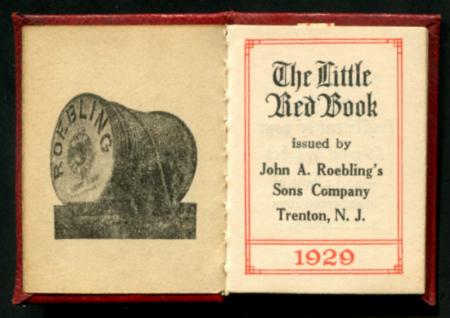 ROEBLING
The Little
Red Book
issued by
John A. Roebling's
Sons Company
Trenton, N. J.
1929